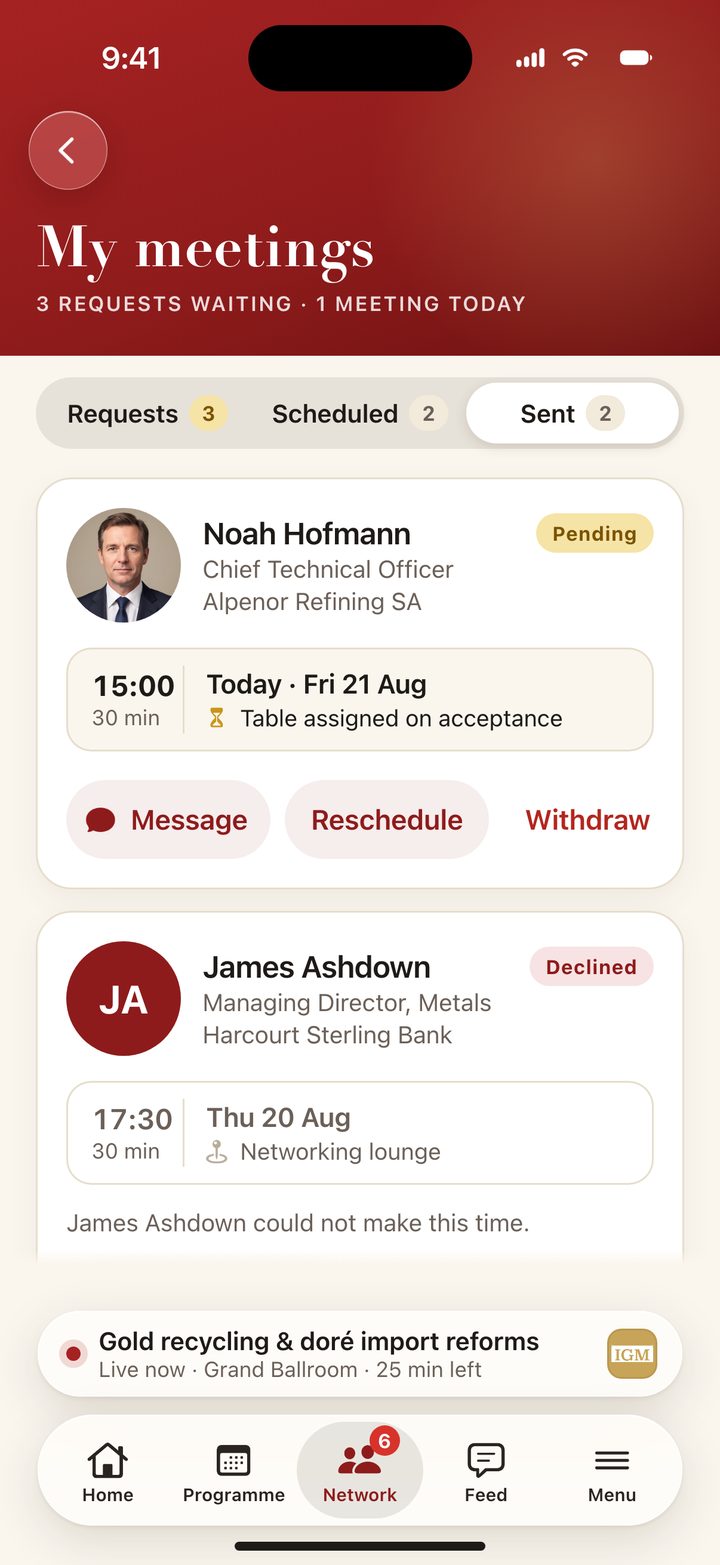 9:41
My meetings
3 REQUESTS WAITING · 1 MEETING TODAY
Requests 3 Scheduled 2 Sent 2
Noah Hofmann
Pending
Chief Technical Officer
Alpenor Refining SA
15:00 Today · Fri 21 Aug
30 min Table assigned on acceptance
Message Reschedule Withdraw
JA
James Ashdown
Declined
Managing Director, Metals
Harcourt Sterling Bank
17:30 Thu 20 Aug
30 min Networking lounge
James Ashdown could not make this time.
Gold recycling & doré import reforms
Live now · Grand Ballroom · 25 min left
IGM
6
Home Programme Network Feed Menu